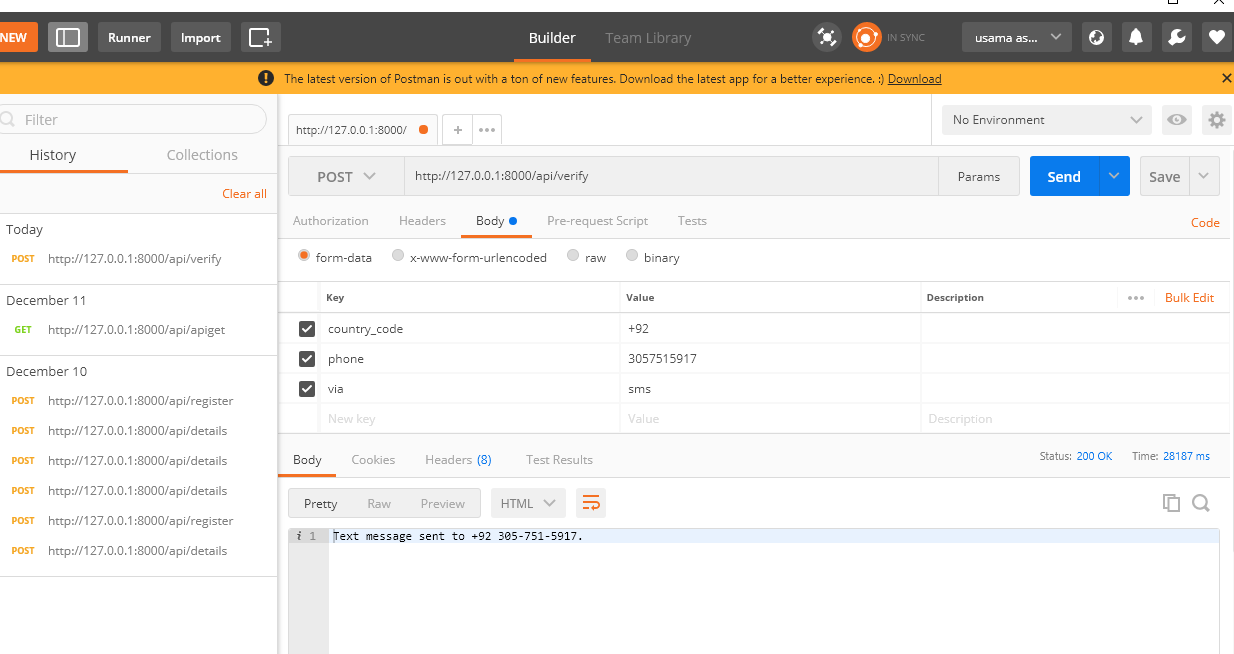 NEW Runner Import Builder Team Library IN SYNC usama as...
The latest version of Postman is out with a ton of new features. Download the latest app for a better experience. :) Download
Filter
History Collections
Clear all
Today
POST http://127.0.0.1:8000/api/verify
December 11
GET http://127.0.0.1:8000/api/apiget
December 10
POST http://127.0.0.1:8000/api/register
POST http://127.0.0.1:8000/api/details
POST http://127.0.0.1:8000/api/details
POST http://127.0.0.1:8000/api/details
POST http://127.0.0.1:8000/api/register
POST http://127.0.0.1:8000/api/details
http://127.0.0.1:8000/ + ••• No Environment
POST http://127.0.0.1:8000/api/verify Params Send Save
Authorization Headers Body Pre-request Script Tests Code
form-data x-www-form-urlencoded raw binary
Key Value Description ••• Bulk Edit
country_code +92
phone 3057515917
via sms
New key Value Description
Body Cookies Headers (8) Test Results Status: 200 OK Time: 28187 ms
Pretty Raw Preview HTML
i 1 Text message sent to +92 305-751-5917.